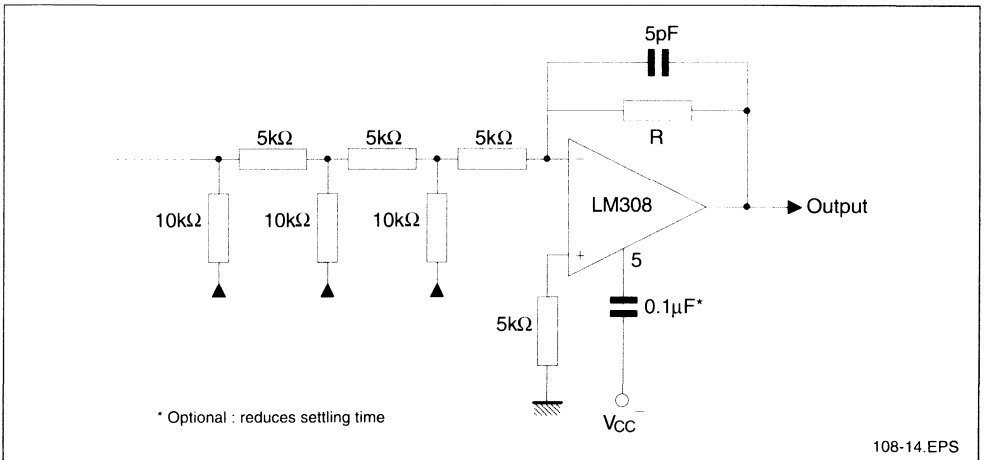 5pF
R
5kΩ
5kΩ
5kΩ
10kΩ
10kΩ
10kΩ
−
LM308
Output
+
5
5kΩ
0.1μF*
VCC−
* Optional : reduces settling time
108-14.EPS